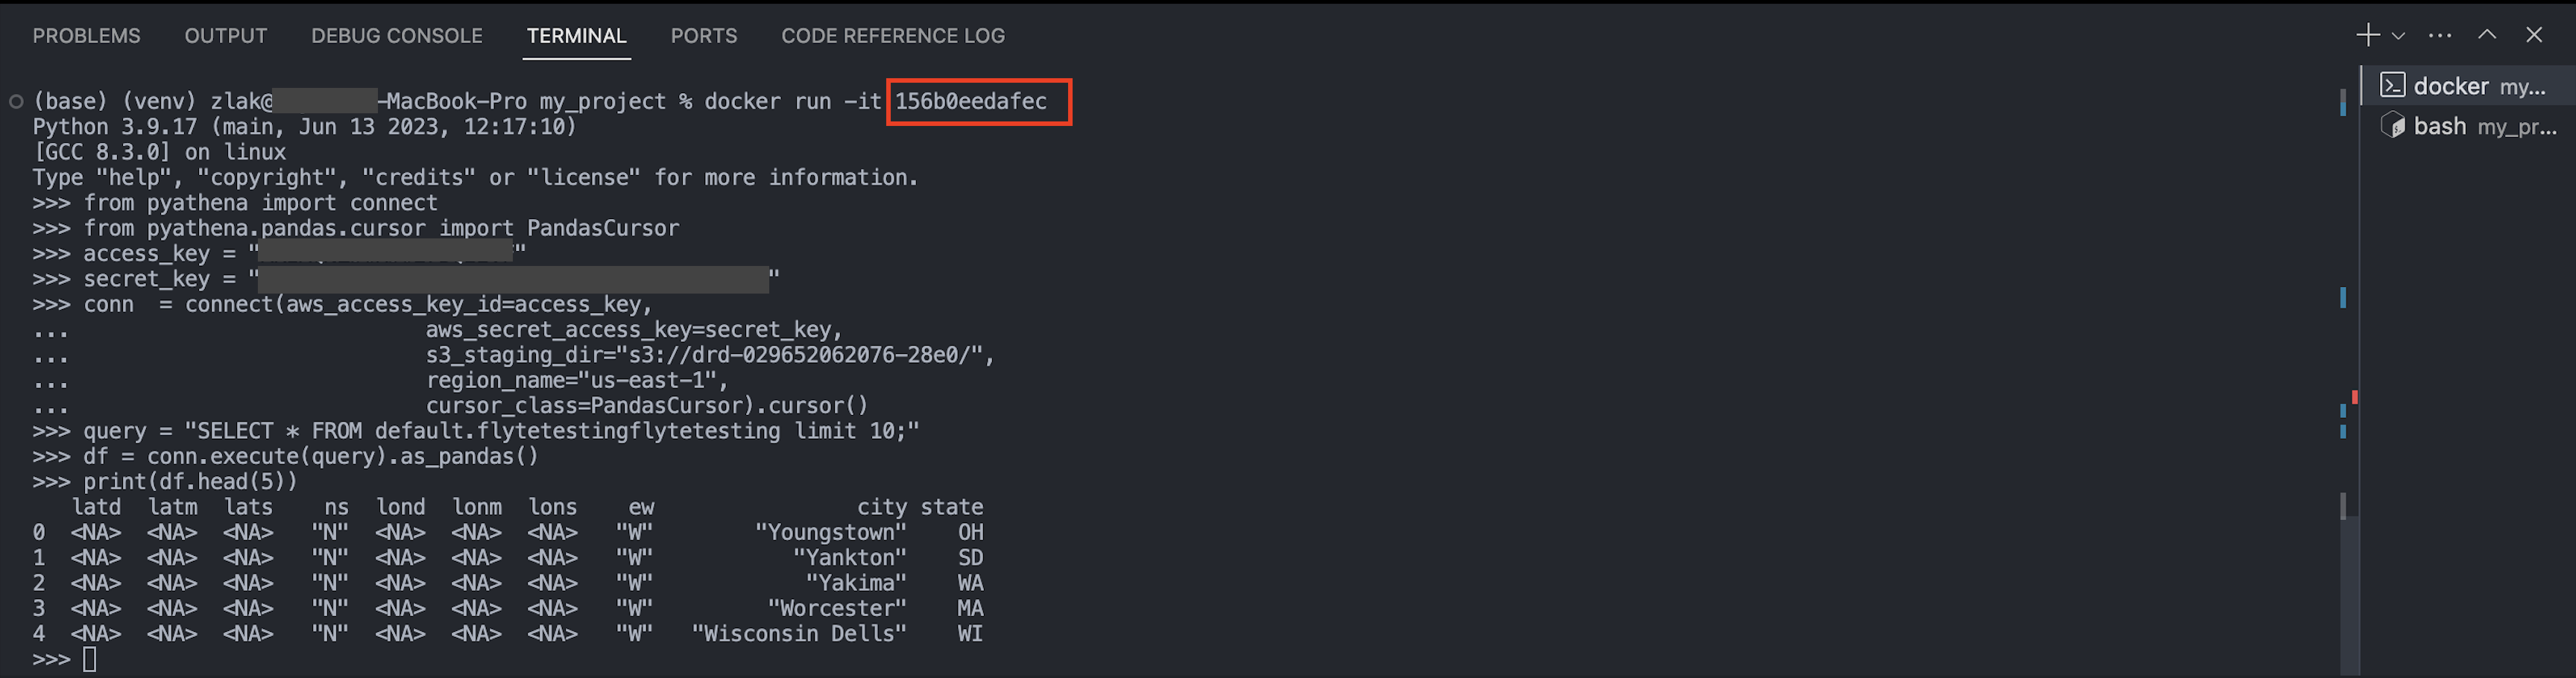 PROBLEMS OUTPUT DEBUG CONSOLE TERMINAL PORTS CODE REFERENCE LOG
(base) (venv) zlak@ -MacBook-Pro my_project % docker run -it 156b0eedafec
Python 3.9.17 (main, Jun 13 2023, 12:17:10)
[GCC 8.3.0] on linux
Type "help", "copyright", "credits" or "license" for more information.
>>> from pyathena import connect
>>> from pyathena.pandas.cursor import PandasCursor
>>> access_key = " "
>>> secret_key = " "
>>> conn  = connect(aws_access_key_id=access_key,
...                            aws_secret_access_key=secret_key,
...                            s3_staging_dir="s3://drd-029652062076-28e0/",
...                            region_name="us-east-1",
...                            cursor_class=PandasCursor).cursor()
>>> query = "SELECT * FROM default.flytetestingflytetesting limit 10;"
>>> df = conn.execute(query).as_pandas()
>>> print(df.head(5))
   latd  latm  lats   ns  lond  lonm  lons   ew                city state
0  <NA>  <NA>  <NA>  "N"  <NA>  <NA>  <NA>  "W"        "Youngstown"    OH
1  <NA>  <NA>  <NA>  "N"  <NA>  <NA>  <NA>  "W"           "Yankton"    SD
2  <NA>  <NA>  <NA>  "N"  <NA>  <NA>  <NA>  "W"            "Yakima"    WA
3  <NA>  <NA>  <NA>  "N"  <NA>  <NA>  <NA>  "W"         "Worcester"    MA
4  <NA>  <NA>  <NA>  "N"  <NA>  <NA>  <NA>  "W"   "Wisconsin Dells"    WI
>>>
docker my...
bash my_pr...